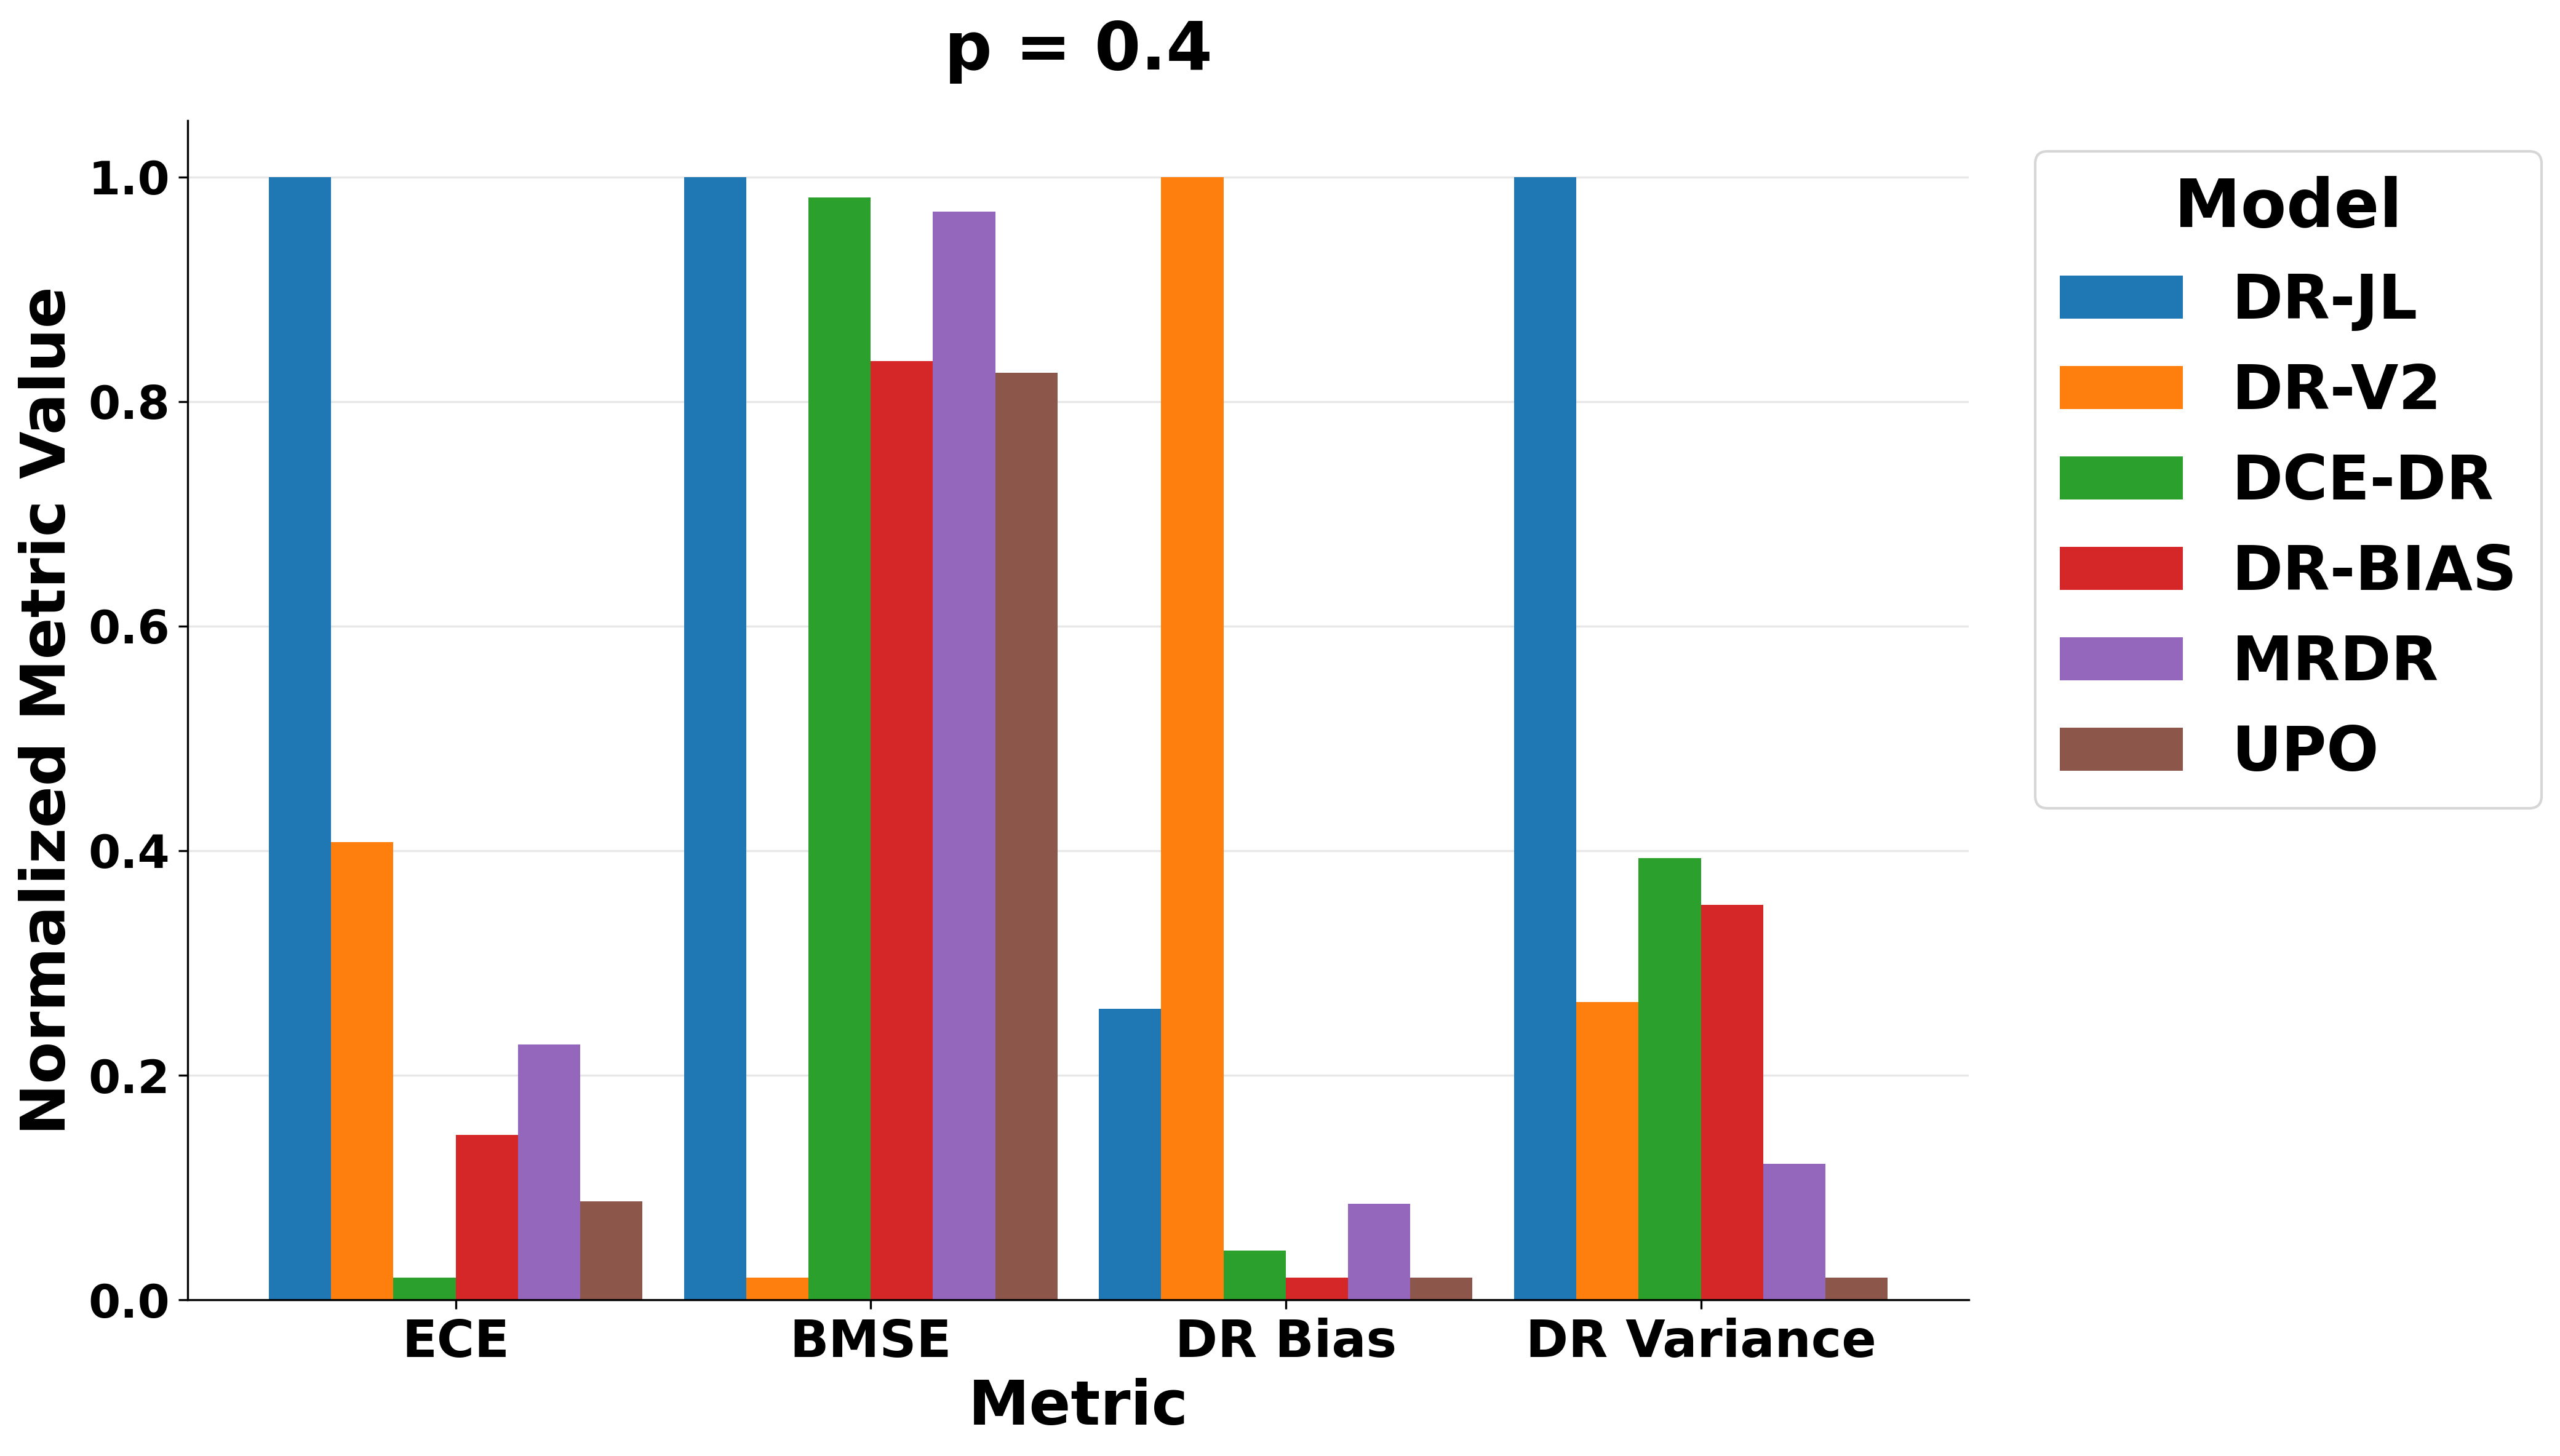 p = 0.4
Normalized Metric Value
1.0
0.8
0.6
0.4
0.2
0.0
ECE
BMSE
DR Bias
DR Variance
Metric
Model
DR-JL
DR-V2
DCE-DR
DR-BIAS
MRDR
UPO